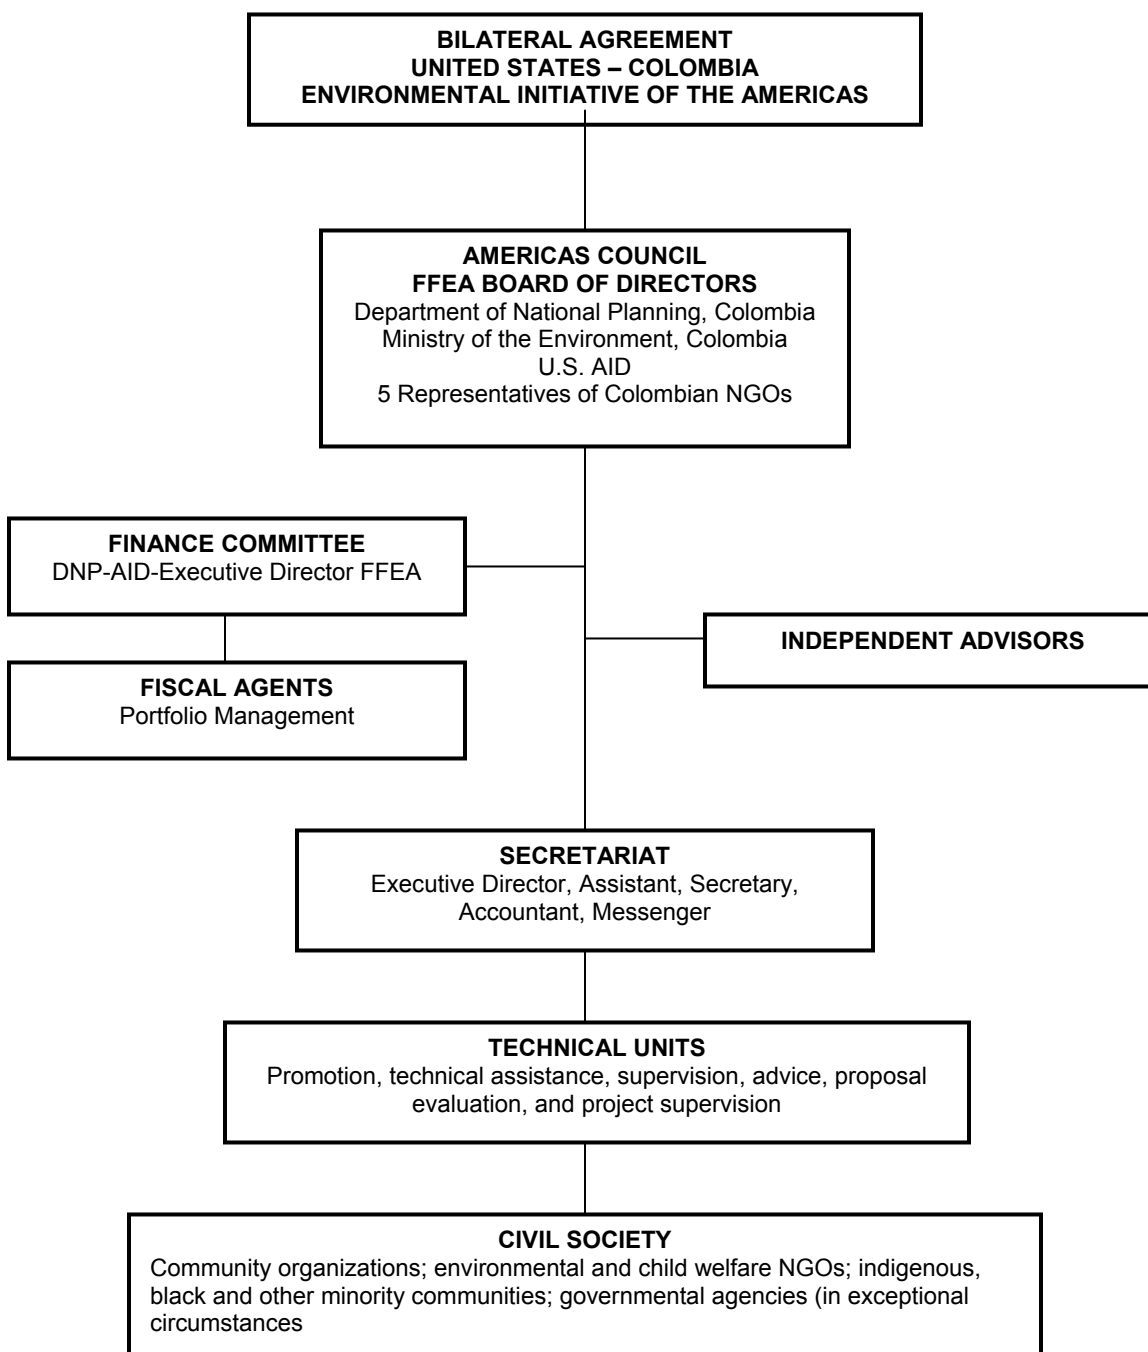 BILATERAL AGREEMENT
UNITED STATES – COLOMBIA
ENVIRONMENTAL INITIATIVE OF THE AMERICAS
AMERICAS COUNCIL
FFEA BOARD OF DIRECTORS
Department of National Planning, Colombia
Ministry of the Environment, Colombia
U.S. AID
5 Representatives of Colombian NGOs
FINANCE COMMITTEE
DNP-AID-Executive Director FFEA
INDEPENDENT ADVISORS
FISCAL AGENTS
Portfolio Management
SECRETARIAT
Executive Director, Assistant, Secretary,
Accountant, Messenger
TECHNICAL UNITS
Promotion, technical assistance, supervision, advice, proposal
evaluation, and project supervision
CIVIL SOCIETY
Community organizations; environmental and child welfare NGOs; indigenous,
black and other minority communities; governmental agencies (in exceptional
circumstances